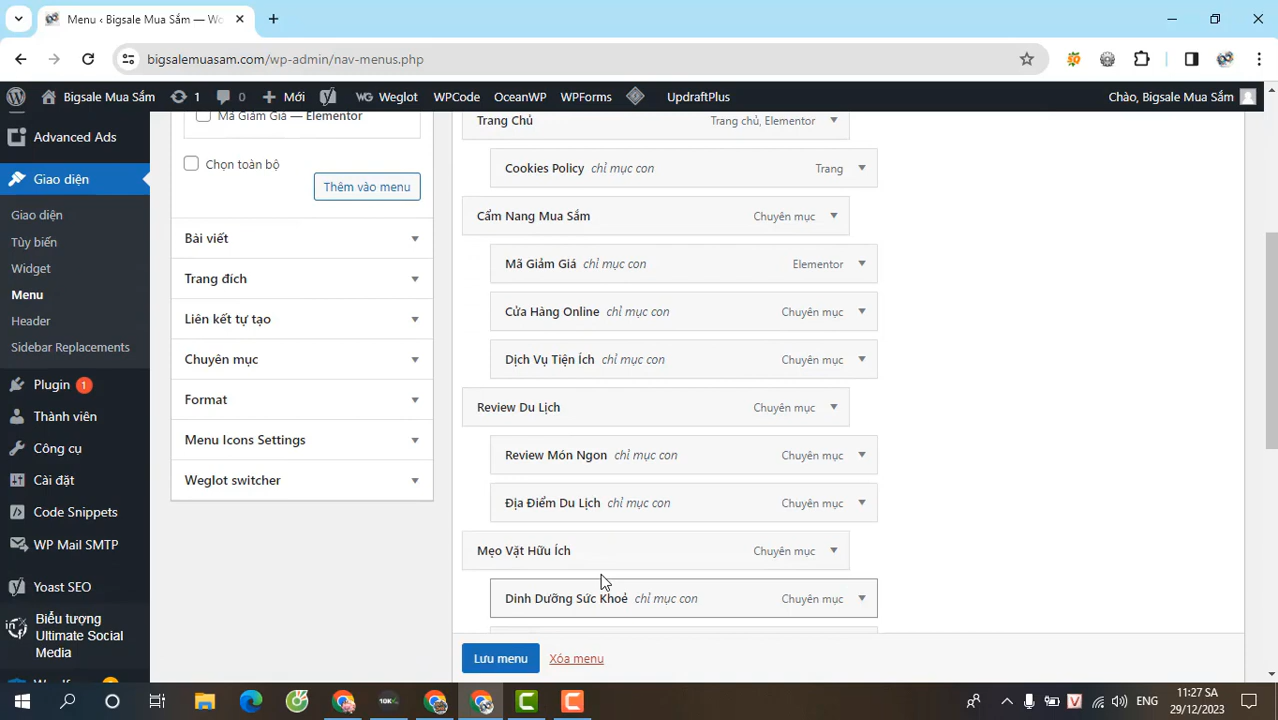 Menu ‹ Bigsale Mua Sắm — Wo
bigsalemuasam.com/wp-admin/nav-menus.php
Bigsale Mua Sắm 1 0 Mới Weglot WPCode OceanWP WPForms UpdraftPlus Chào, Bigsale Mua Sắm
Advanced Ads
Giao diện
Giao diện
Tùy biến
Widget
Menu
Header
Sidebar Replacements
Plugin 1
Thành viên
Công cụ
Cài đặt
Code Snippets
WP Mail SMTP
Yoast SEO
Biểu tượng
Ultimate Social
Media
Mã Giảm Giá — Elementor
Chọn toàn bộ
Thêm vào menu
Bài viết
Trang đích
Liên kết tự tạo
Chuyên mục
Format
Menu Icons Settings
Weglot switcher
Trang Chủ Trang chủ, Elementor
Cookies Policy chỉ mục con Trang
Cẩm Nang Mua Sắm Chuyên mục
Mã Giảm Giá chỉ mục con Elementor
Cửa Hàng Online chỉ mục con Chuyên mục
Dịch Vụ Tiện Ích chỉ mục con Chuyên mục
Review Du Lịch Chuyên mục
Review Món Ngon chỉ mục con Chuyên mục
Địa Điểm Du Lịch chỉ mục con Chuyên mục
Mẹo Vặt Hữu Ích Chuyên mục
Dinh Dưỡng Sức Khoẻ chỉ mục con Chuyên mục
Lưu menu Xóa menu
ENG
11:27 SA
29/12/2023